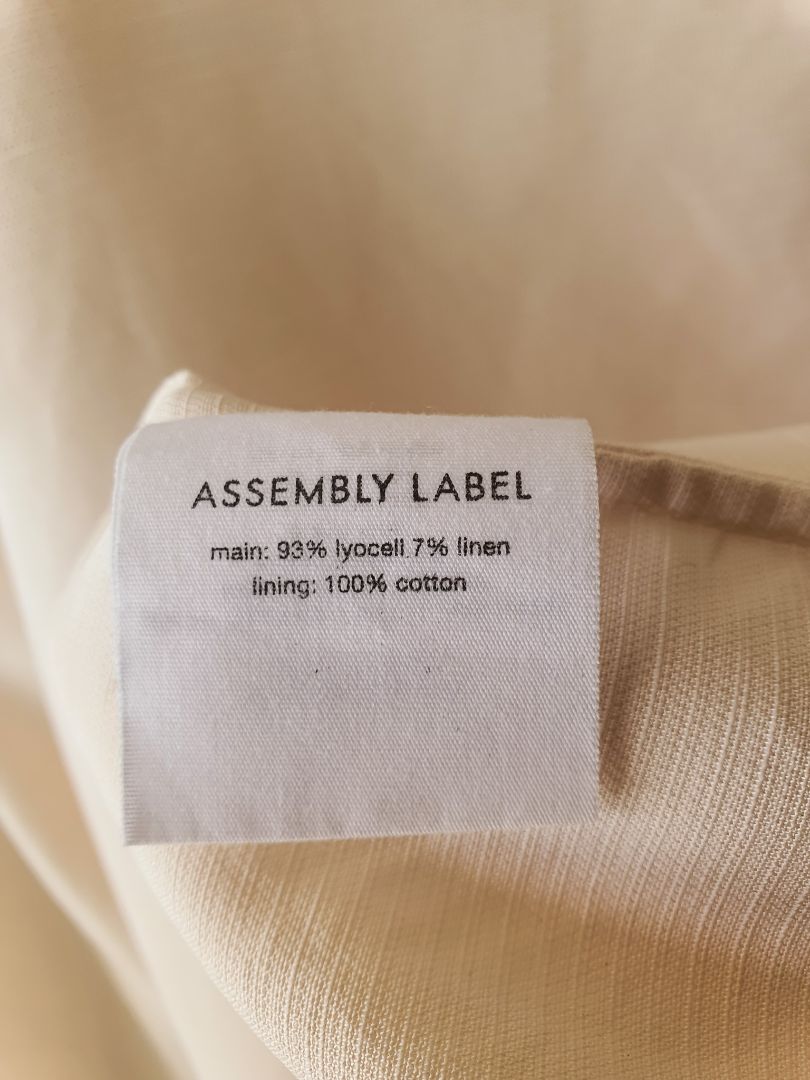 ASSEMBLY LABEL
main: 93% lyocell 7% linen
lining: 100% cotton